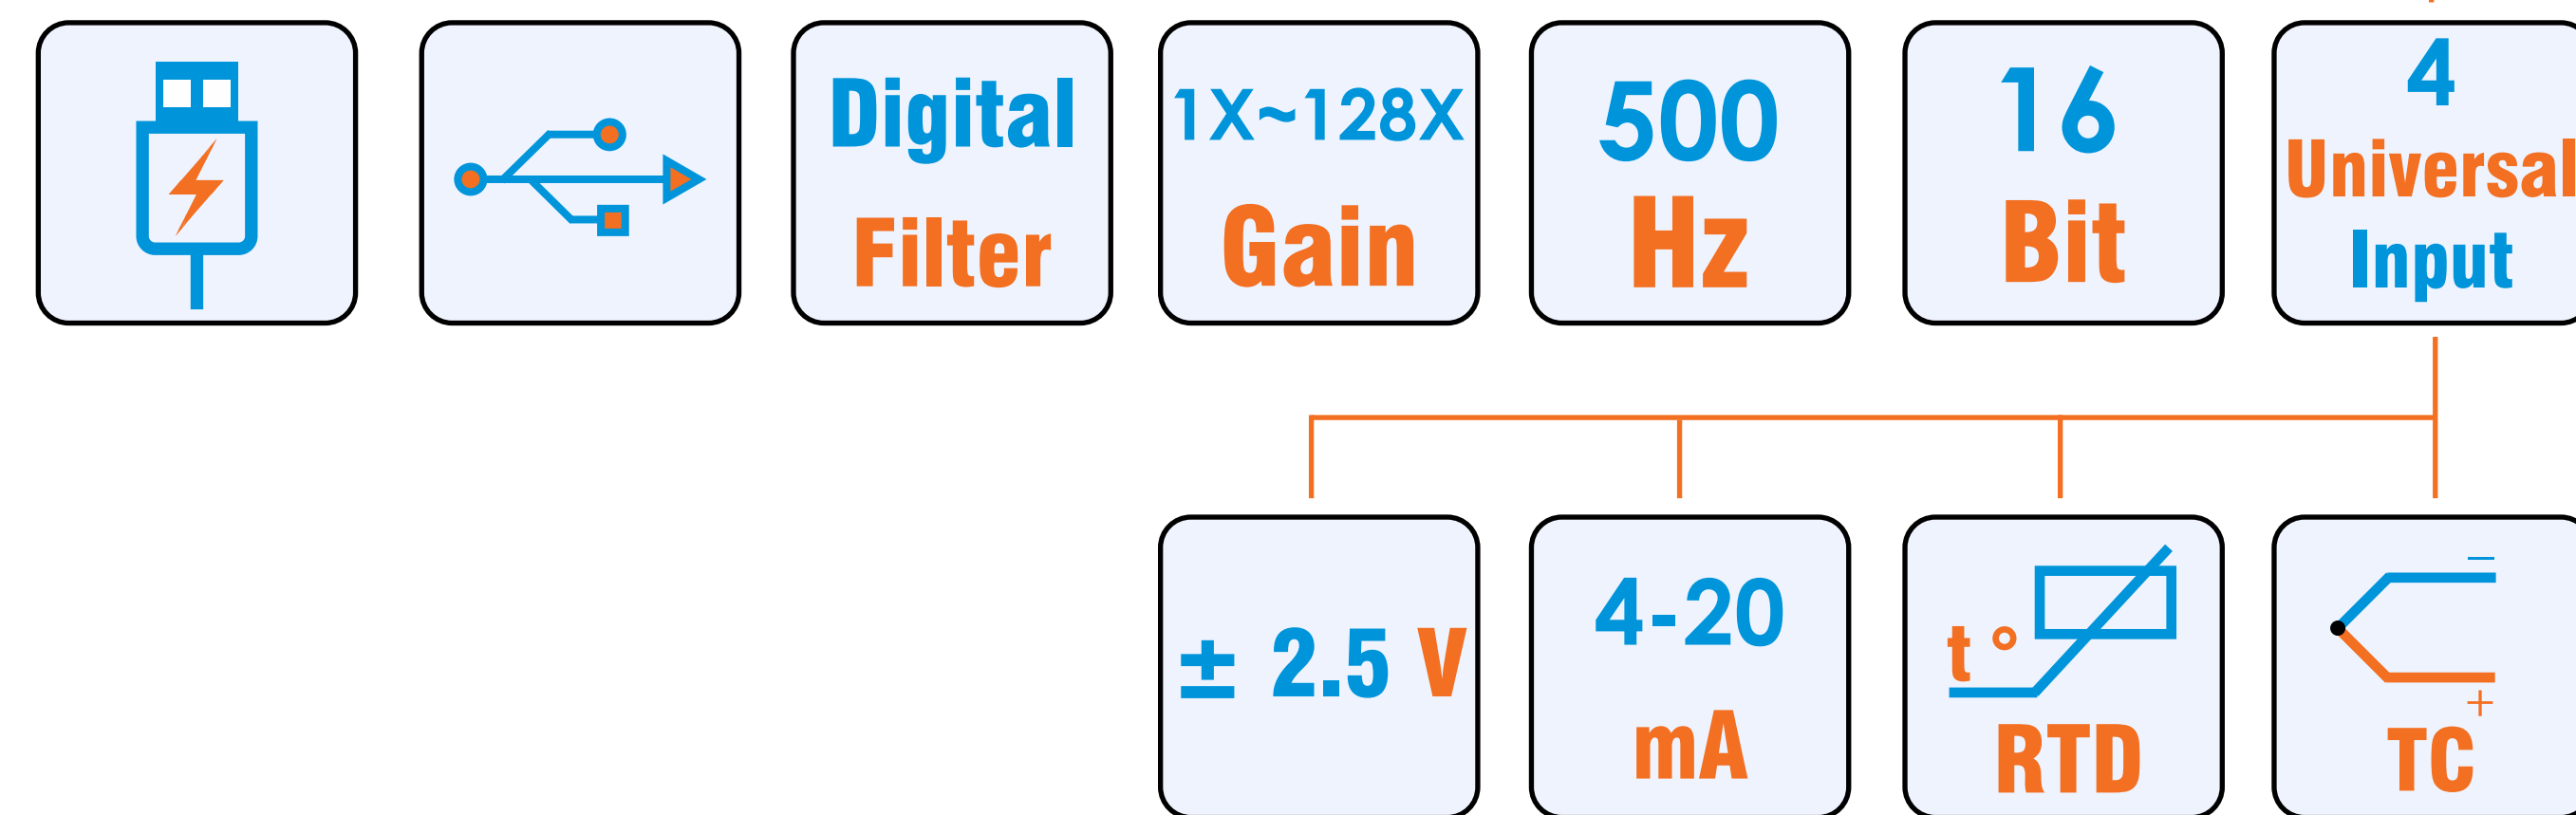 Digital
Filter
1X~128X
Gain
500
Hz
16
Bit
4
Universal
Input
± 2.5 V
4-20
mA
t °
RTD
−
+
TC